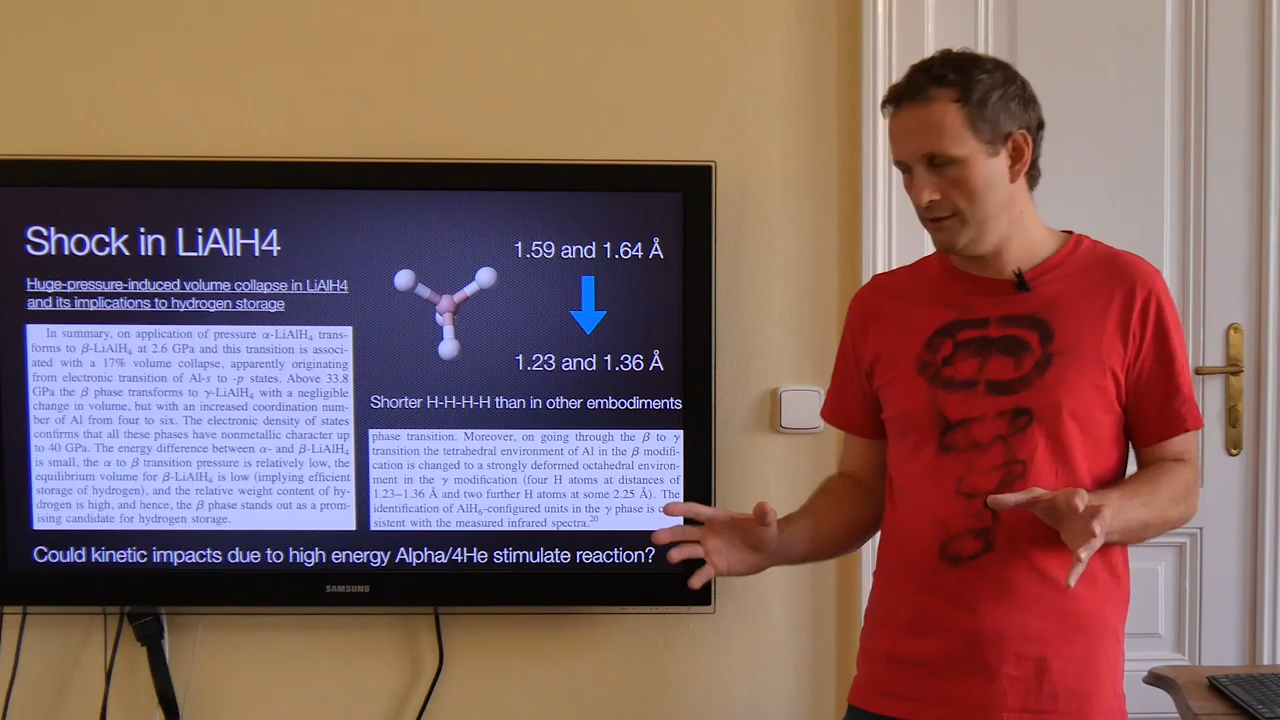 Shock in LiAlH4
Huge-pressure-induced volume collapse in LiAlH4
and its implications to hydrogen storage
In summary, on application of pressure α-LiAlH₄ trans-
forms to β-LiAlH₄ at 2.6 GPa and this transition is associ-
ated with a 17% volume collapse, apparently originating
from electronic transition of Al-s to -p states. Above 33.8
GPa the β phase transforms to γ-LiAlH₄ with a negligible
change in volume, but with an increased coordination num-
ber of Al from four to six. The electronic density of states
confirms that all these phases have nonmetallic character up
to 40 GPa. The energy difference between α- and β-LiAlH₄
is small, the α to β transition pressure is relatively low, the
equilibrium volume for β-LiAlH₄ is low (implying efficient
storage of hydrogen), and the relative weight content of hy-
drogen is high, and hence, the β phase stands out as a prom-
ising candidate for hydrogen storage.
1.59 and 1.64 Å
1.23 and 1.36 Å
Shorter H-H-H-H than in other embodiments
phase transition. Moreover, on going through the β to γ
transition the tetrahedral environment of Al in the β modifi-
cation is changed to a strongly deformed octahedral environ-
ment in the γ modification (four H atoms at distances of
1.23–1.36 Å and two further H atoms at some 2.25 Å). The
identification of AlH₆-configured units in the γ phase is
sistent with the measured infrared spectra.²⁰
Could kinetic impacts due to high energy Alpha/4He stimulate reaction?
SAMSUNG